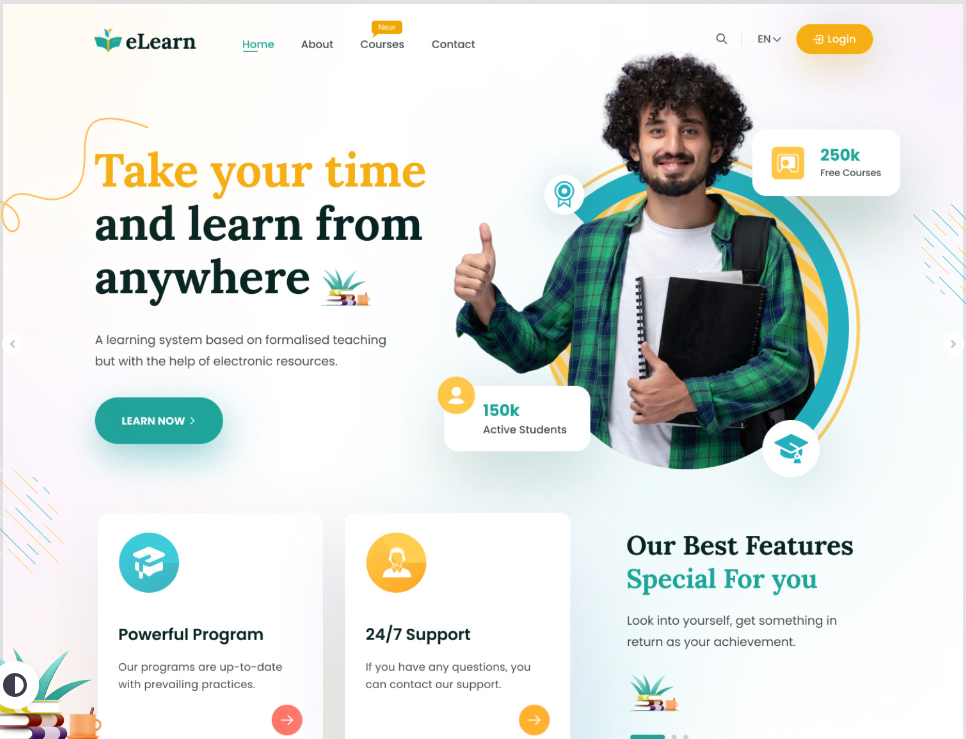 eLearn
Home
About
New
Courses
Contact
EN
Login
Take your time
and learn from
anywhere
A learning system based on formalised teaching
but with the help of electronic resources.
LEARN NOW
250k
Free Courses
150k
Active Students
Powerful Program
Our programs are up-to-date
with prevailing practices.
24/7 Support
If you have any questions, you
can contact our support.
Our Best Features
Special For you
Look into yourself, get something in
return as your achievement.